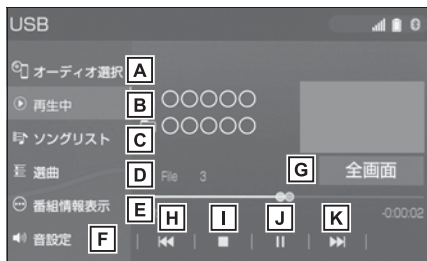 USB
オーディオ選択 A
再生中 B ○○○○○
ソングリスト C ○○○○○
選曲 D File 3 G 全画面
番組情報表示 E -0:00:02
音設定 F H I J K